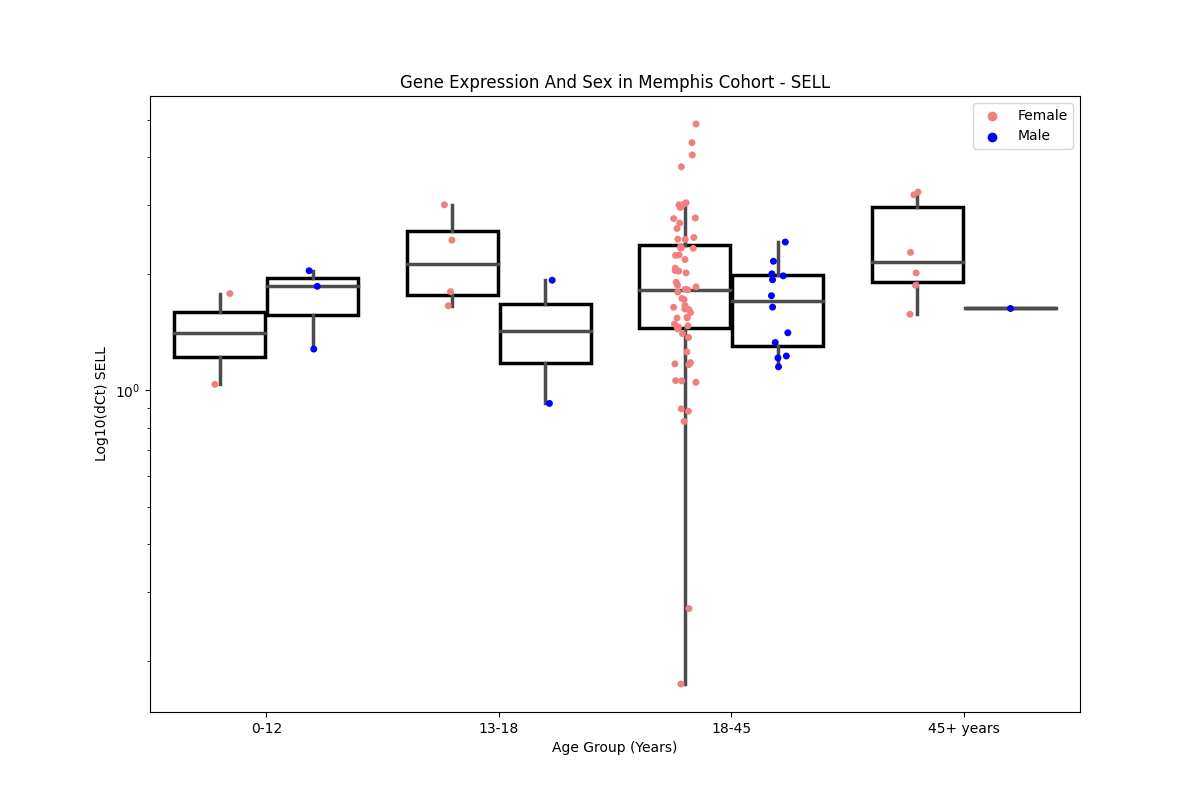 Gene Expression And Sex in Memphis Cohort - SELL
Female
Male
Log10(dCt) SELL
10⁰
0-12
13-18
18-45
45+ years
Age Group (Years)